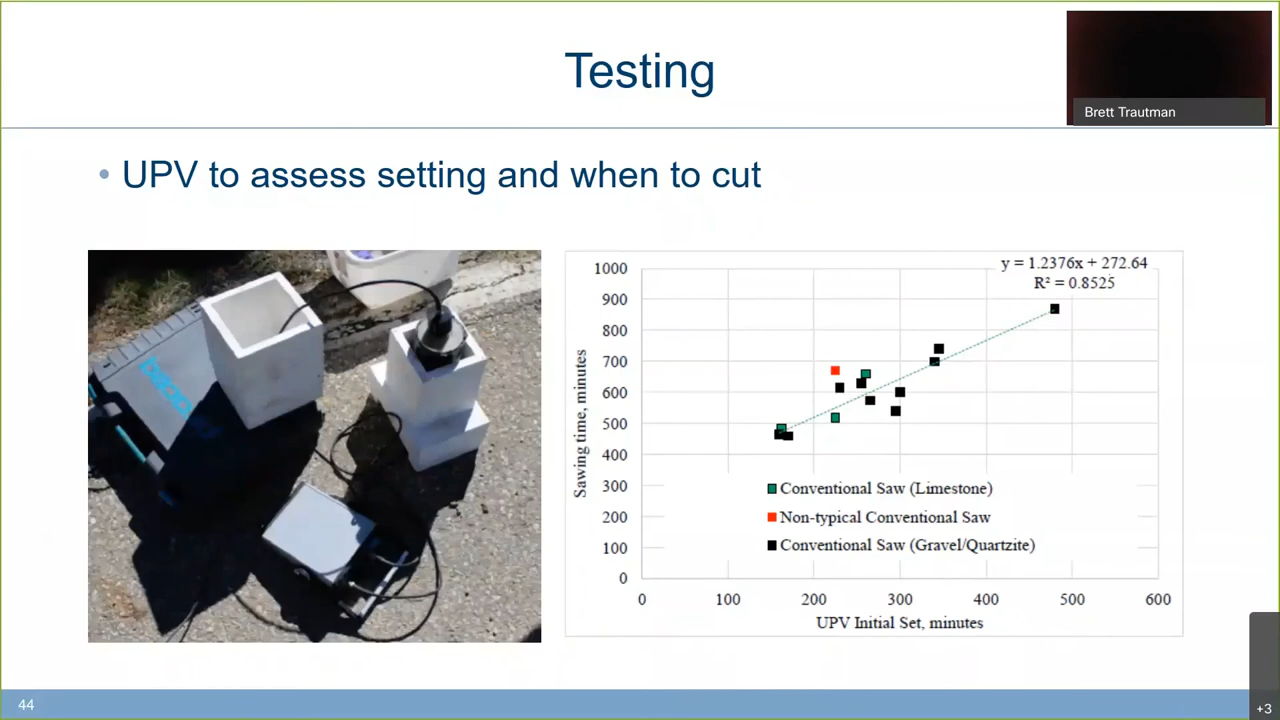 Testing
Brett Trautman
• UPV to assess setting and when to cut
y = 1.2376x + 272.64
R² = 0.8525
1000
900
800
700
600
500
400
300
200
100
0
Sawing time, minutes
Conventional Saw (Limestone)
Non-typical Conventional Saw
Conventional Saw (Gravel/Quartzite)
0 100 200 300 400 500 600
UPV Initial Set, minutes
44
+3